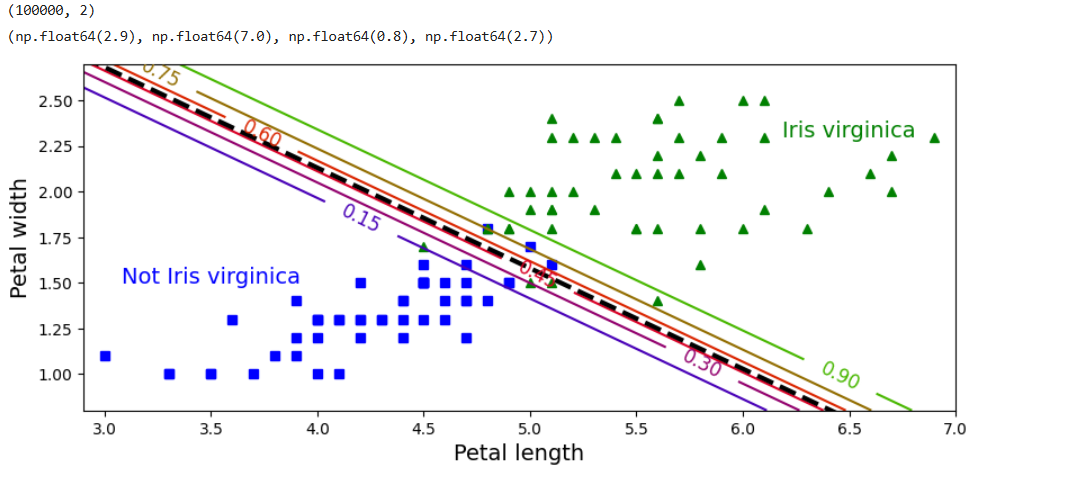 (100000, 2)
(np.float64(2.9), np.float64(7.0), np.float64(0.8), np.float64(2.7))
0.75
2.50
0.60
Iris virginica
2.25
2.00
0.15
1.75
Not Iris virginica
0.45
1.50
1.25
0.30
0.90
1.00
Petal width
3.0 3.5 4.0 4.5 5.0 5.5 6.0 6.5 7.0
Petal length